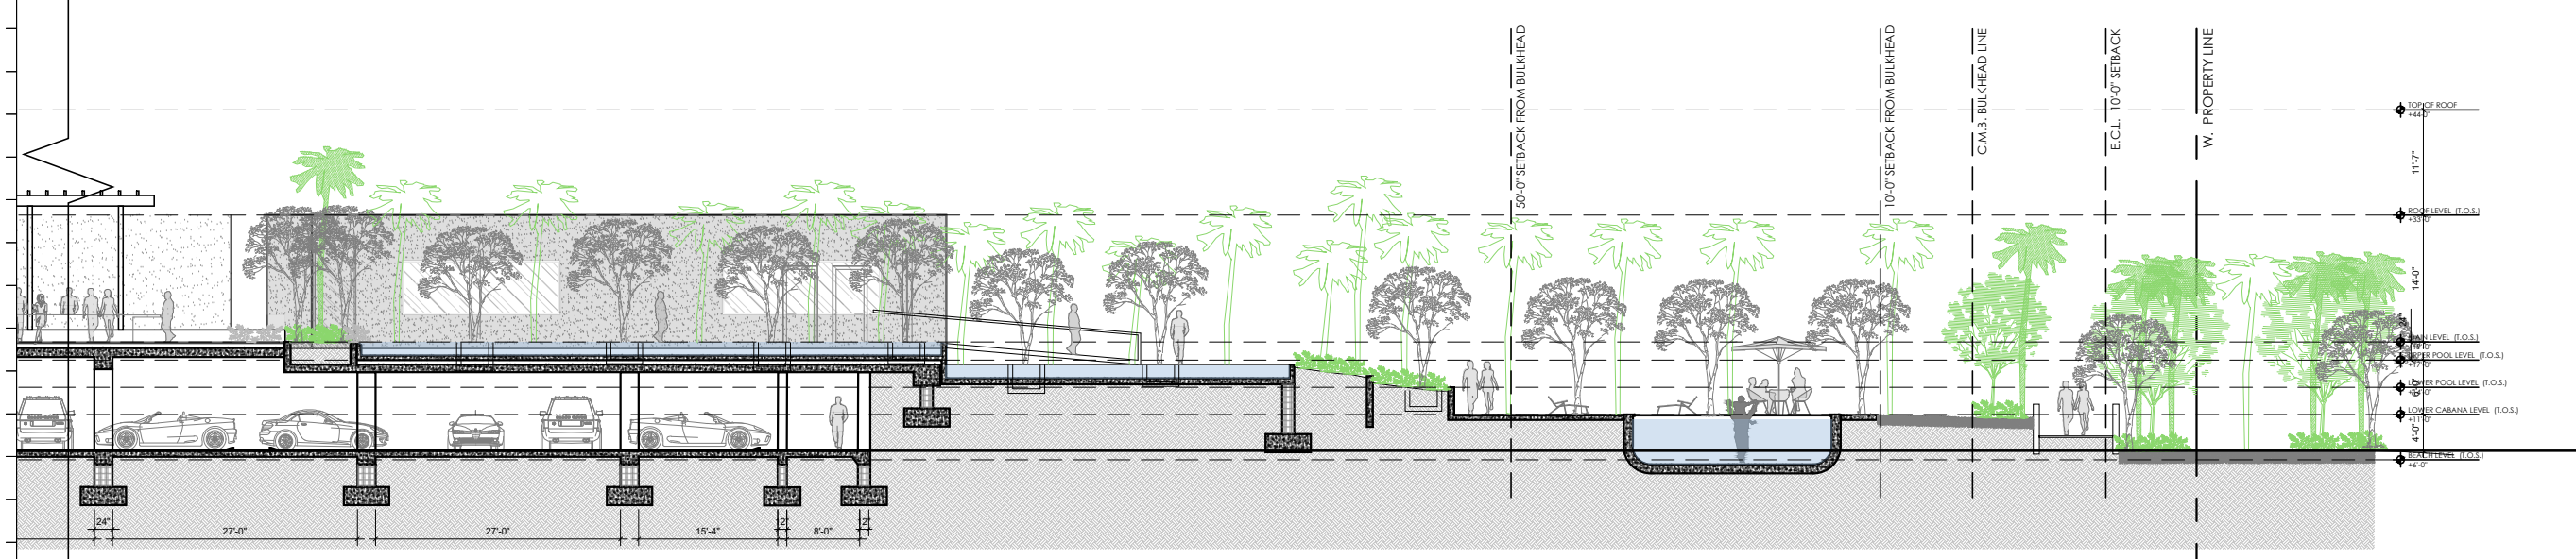 50'-0" SETBACK FROM BULKHEAD
10'-0" SETBACK FROM BULKHEAD
C.M.B. BULKHEAD LINE
E.C.L. 10'-0" SETBACK
W. PROPERTY LINE
TOP OF ROOF
+44'-0"
11'-7"
ROOF LEVEL (T.O.S.)
+33'-0"
14'-0"
MAIN LEVEL (T.O.S.)
UPPER POOL LEVEL (T.O.S.)
+17'-0"
LOWER POOL LEVEL (T.O.S.)
LOWER CABANA LEVEL (T.O.S.)
+11'-0"
4'-0"
BEACH LEVEL (T.O.S.)
+6'-0"
24"
27'-0"
27'-0"
15'-4"
12"
8'-0"
12"